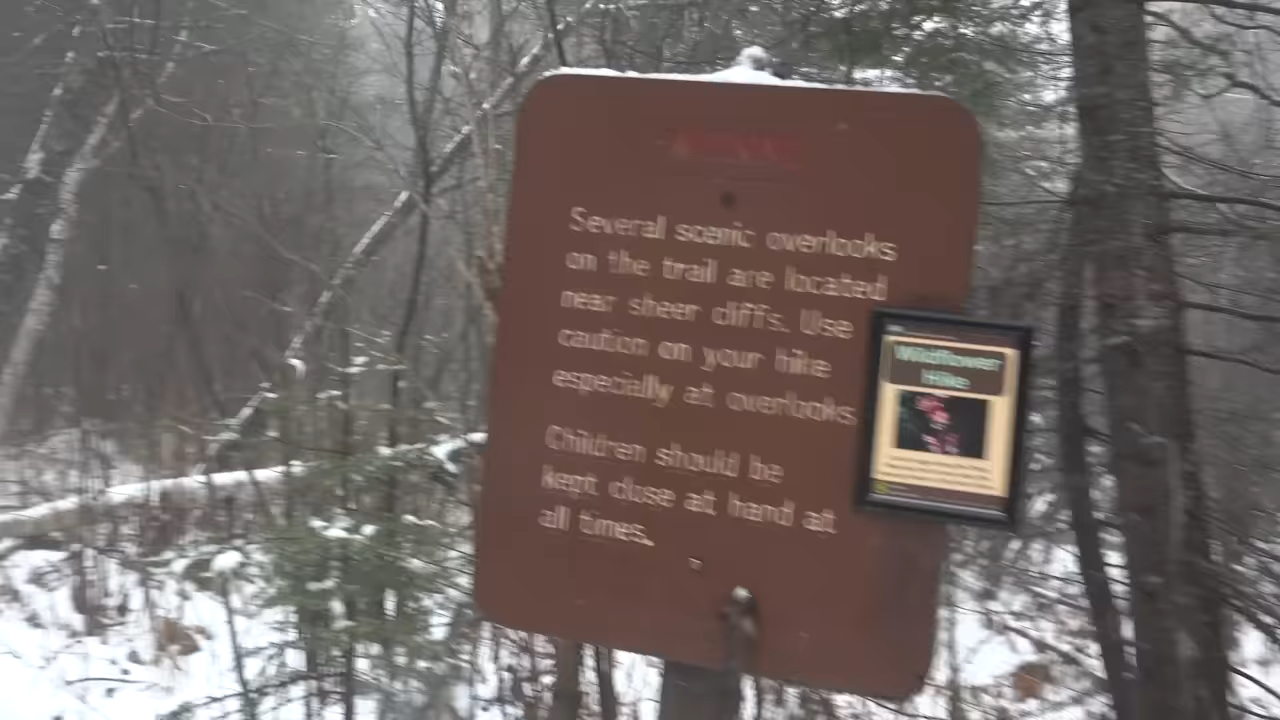 Several scenic overlooks
on the trail are located
near sheer cliffs. Use
caution on your hike
especially at overlooks.
Children should be
kept close at hand at
all times.
Wildflower
Hike